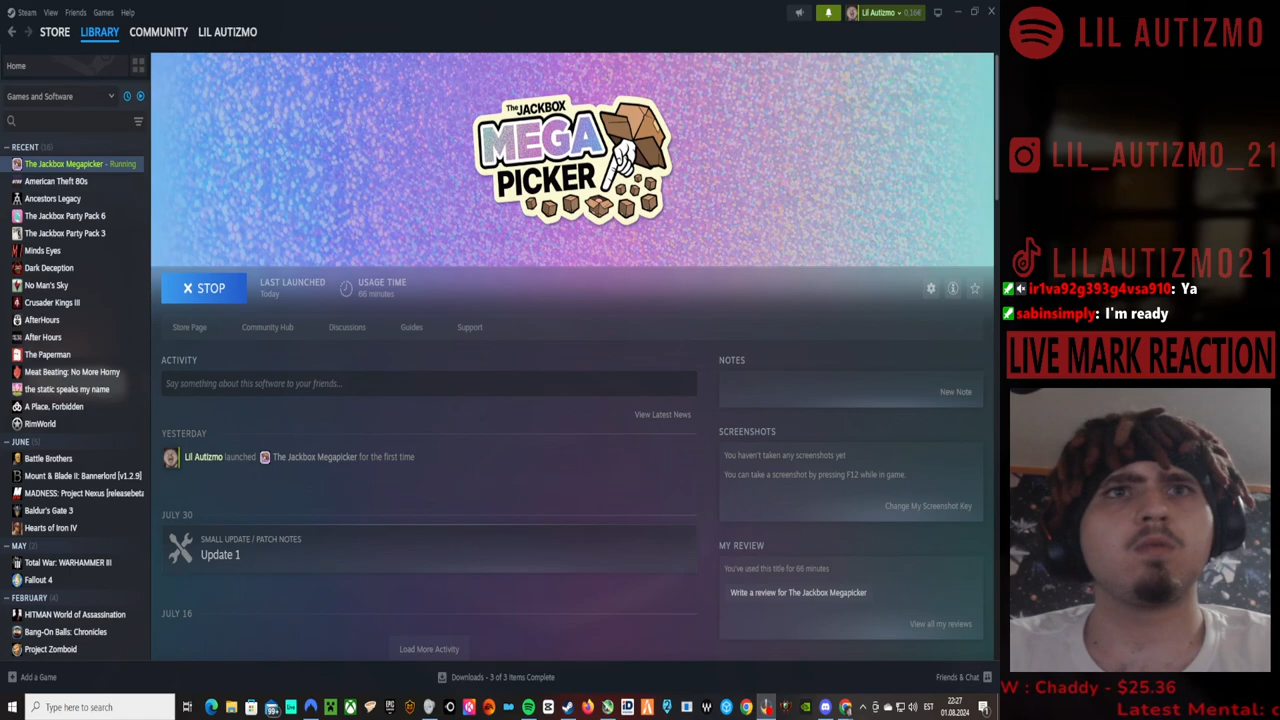 Steam View Friends Games Help
Lil Autizmo 0,16€
STORE LIBRARY COMMUNITY LIL AUTIZMO
Home
Games and Software
RECENT (16)
The Jackbox Megapicker - Running
American Theft 80s
Ancestors Legacy
The Jackbox Party Pack 6
The Jackbox Party Pack 3
Minds Eyes
Dark Deception
No Man's Sky
Crusader Kings III
AfterHours
After Hours
The Paperman
Meat Beating: No More Horny
the static speaks my name
A Place, Forbidden
RimWorld
JUNE (5)
Battle Brothers
Mount & Blade II: Bannerlord [v1.2.9]
MADNESS: Project Nexus [releasebeta
Baldur's Gate 3
Hearts of Iron IV
MAY (2)
Total War: WARHAMMER III
Fallout 4
FEBRUARY (4)
HITMAN World of Assassination
Bang-On Balls: Chronicles
Project Zomboid
Add a Game
The JACKBOX
MEGA
PICKER
STOP
LAST LAUNCHED
Today
USAGE TIME
66 minutes
Store Page Community Hub Discussions Guides Support
ACTIVITY
Say something about this software to your friends...
View Latest News
YESTERDAY
Lil Autizmo launched The Jackbox Megapicker for the first time
JULY 30
SMALL UPDATE / PATCH NOTES
Update 1
JULY 16
Load More Activity
NOTES
New Note
SCREENSHOTS
You haven't taken any screenshots yet
You can take a screenshot by pressing F12 while in game.
Change My Screenshot Key
MY REVIEW
You've used this title for 66 minutes
Write a review for The Jackbox Megapicker
View all my reviews
Downloads - 3 of 3 Items Complete
Friends & Chat
LIL AUTIZMO
LIL_AUTIZMO_21
LILAUTIZMO21
ir1va92g393g4vsa910: Ya
sabinsimply: I'm ready
LIVE MARK REACTION
W : Chaddy - $25.36
Latest Mental: c
Type here to search
99+
EST
22:27
01.08.2024